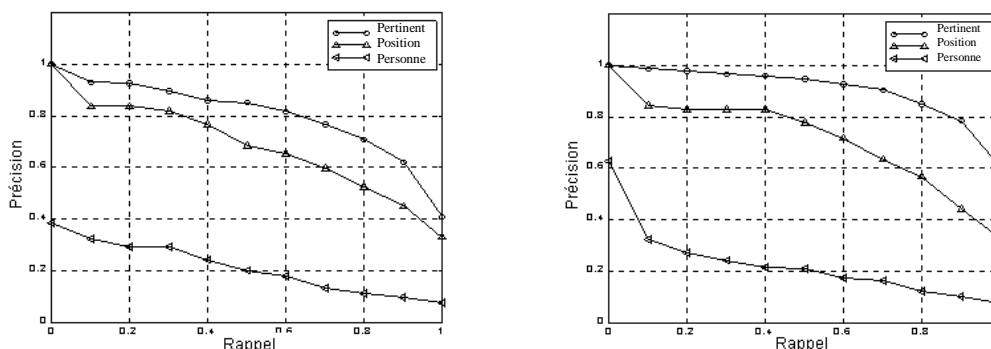 Pertinent
Position
Personne
1
0.8
0.6
0.4
0.2
0
Précision
0 0.2 0.4 0.6 0.8 1
Rappel
Pertinent
Position
Personne
1
0.8
0.6
0.4
0.2
0
Précision
0 0.2 0.4 0.6 0.8
Rappel